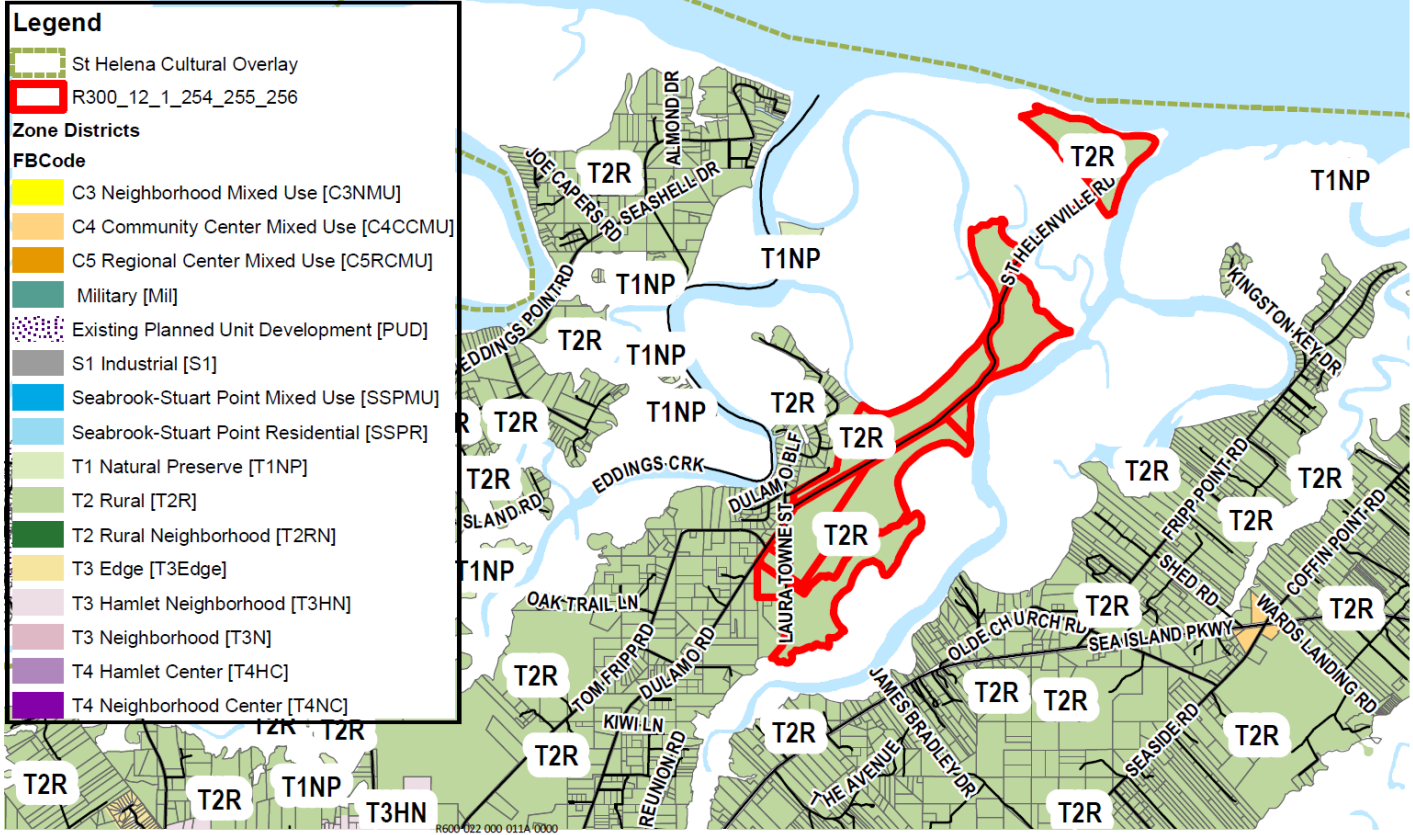 Legend
St Helena Cultural Overlay
R300_12_1_254_255_256
Zone Districts
FBCode
C3 Neighborhood Mixed Use [C3NMU]
C4 Community Center Mixed Use [C4CCMU]
C5 Regional Center Mixed Use [C5RCMU]
Military [Mil]
Existing Planned Unit Development [PUD]
S1 Industrial [S1]
Seabrook-Stuart Point Mixed Use [SSPMU]
Seabrook-Stuart Point Residential [SSPR]
T1 Natural Preserve [T1NP]
T2 Rural [T2R]
T2 Rural Neighborhood [T2RN]
T3 Edge [T3Edge]
T3 Hamlet Neighborhood [T3HN]
T3 Neighborhood [T3N]
T4 Hamlet Center [T4HC]
T4 Neighborhood Center [T4NC]
ALMOND DR
JOE CAPERS RD
T2R
SEASHELL DR
T2R
ST HELENVILLE RD
T1NP
T1NP
T1NP
EDDINGS POINT RD
T2R
T1NP
KINGSTON KEY DR
T1NP
T2R
T2R
T2R
DULAMO BLF
EDDINGS CRK
T2R
T2R
ISLAND RD
T2R
LAURA TOWNE ST
FRIPP POINT RD
T2R
T2R
T2R
COFFIN POINT RD
T1NP
SHED RD
OAK TRAIL LN
T2R
WARDS LANDING RD
T2R
OLDE CHURCH RD
SEA ISLAND PKWY
TOM FRIPP RD
DULAMO RD
T2R
JAMES BRADLEY DR
T2R
T2R
KIWI LN
T2R
T2R
T2R
T2R
T2R
REUNION RD
THE AVENUE
SEASIDE RD
T2R
T2R
T2R
T1NP
T3HN
T2R
R600 022 000 011A 0000